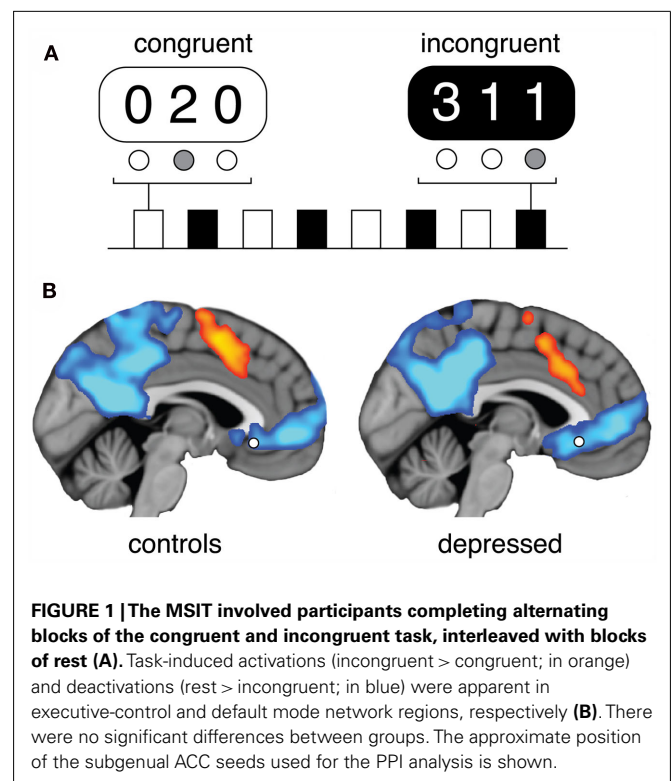 A
congruent
incongruent
0 2 0
3 1 1
B
controls
depressed
FIGURE 1 | The MSIT involved participants completing alternating
blocks of the congruent and incongruent task, interleaved with blocks
of rest (A). Task-induced activations (incongruent > congruent; in orange)
and deactivations (rest > incongruent; in blue) were apparent in
executive-control and default mode network regions, respectively (B). There
were no significant differences between groups. The approximate position
of the subgenual ACC seeds used for the PPI analysis is shown.